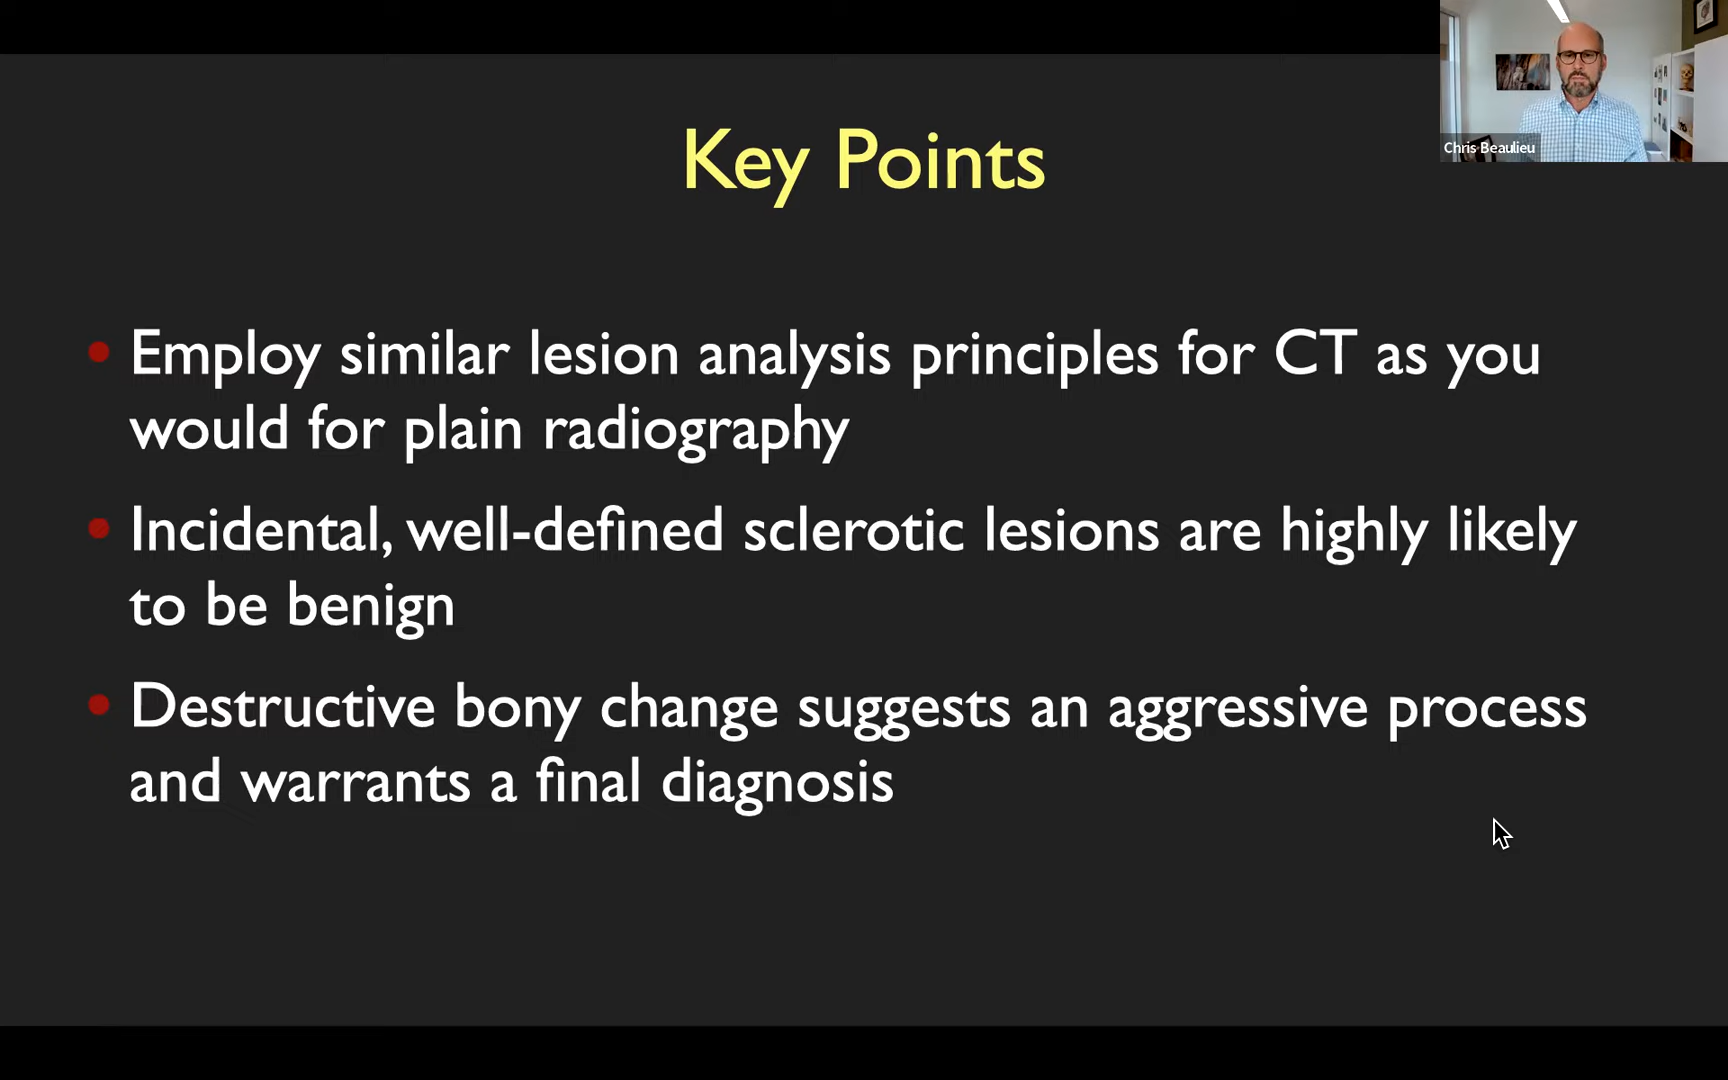 Key Points
Chris Beaulieu
• Employ similar lesion analysis principles for CT as you
would for plain radiography
• Incidental, well-defined sclerotic lesions are highly likely
to be benign
• Destructive bony change suggests an aggressive process
and warrants a final diagnosis